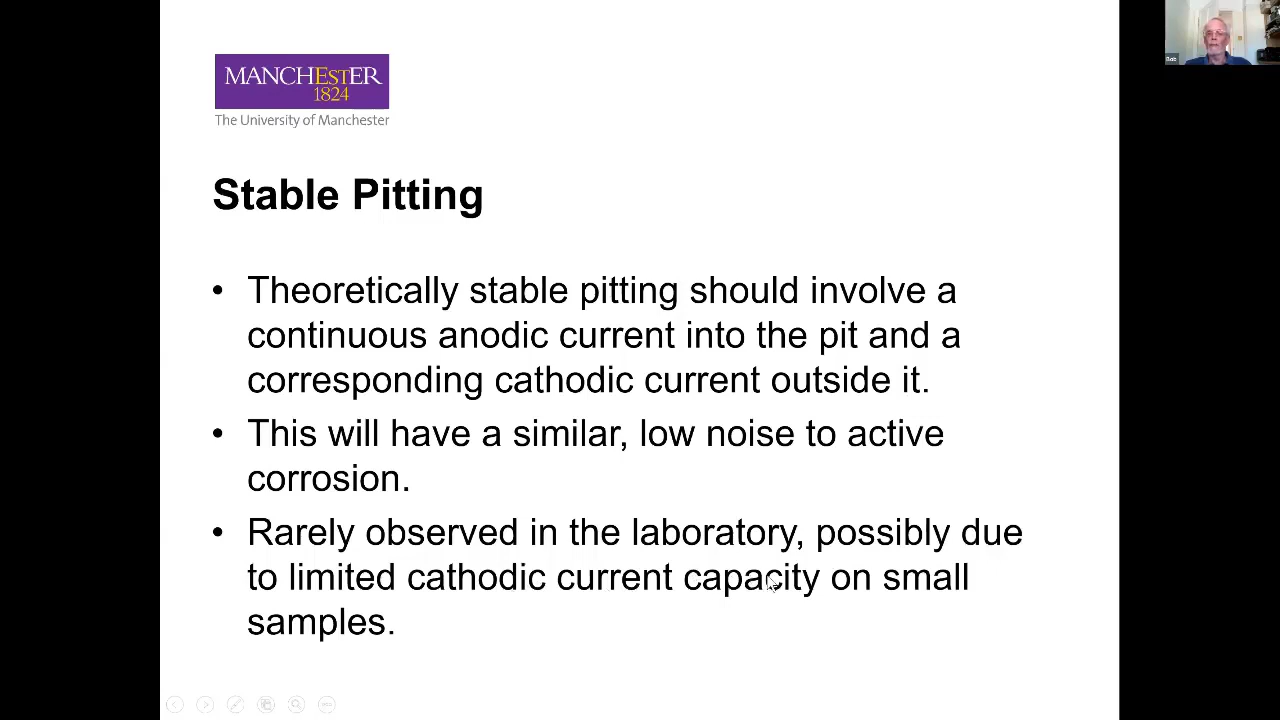 MANCHESTER
1824
The University of Manchester
Bob
Stable Pitting
• Theoretically stable pitting should involve a
continuous anodic current into the pit and a
corresponding cathodic current outside it.
• This will have a similar, low noise to active
corrosion.
• Rarely observed in the laboratory, possibly due
to limited cathodic current capacity on small
samples.